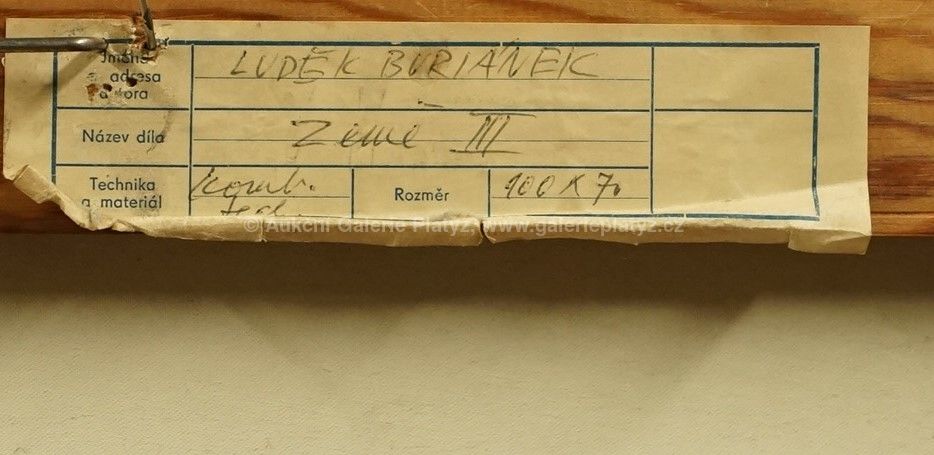 Jméno LUDĚK BURIÁNEK
a adresa
autora
Název díla Země III
Technika komb. Rozměr 100 X 70
a materiál tech.
© Aukční Galerie Platýz, www.galerieplatyz.cz